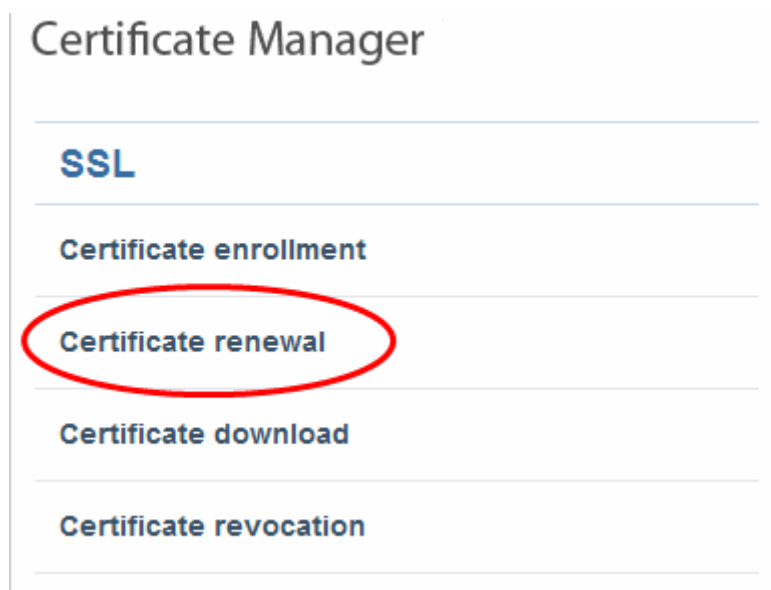 Certificate Manager
SSL
Certificate enrollment
Certificate renewal
Certificate download
Certificate revocation